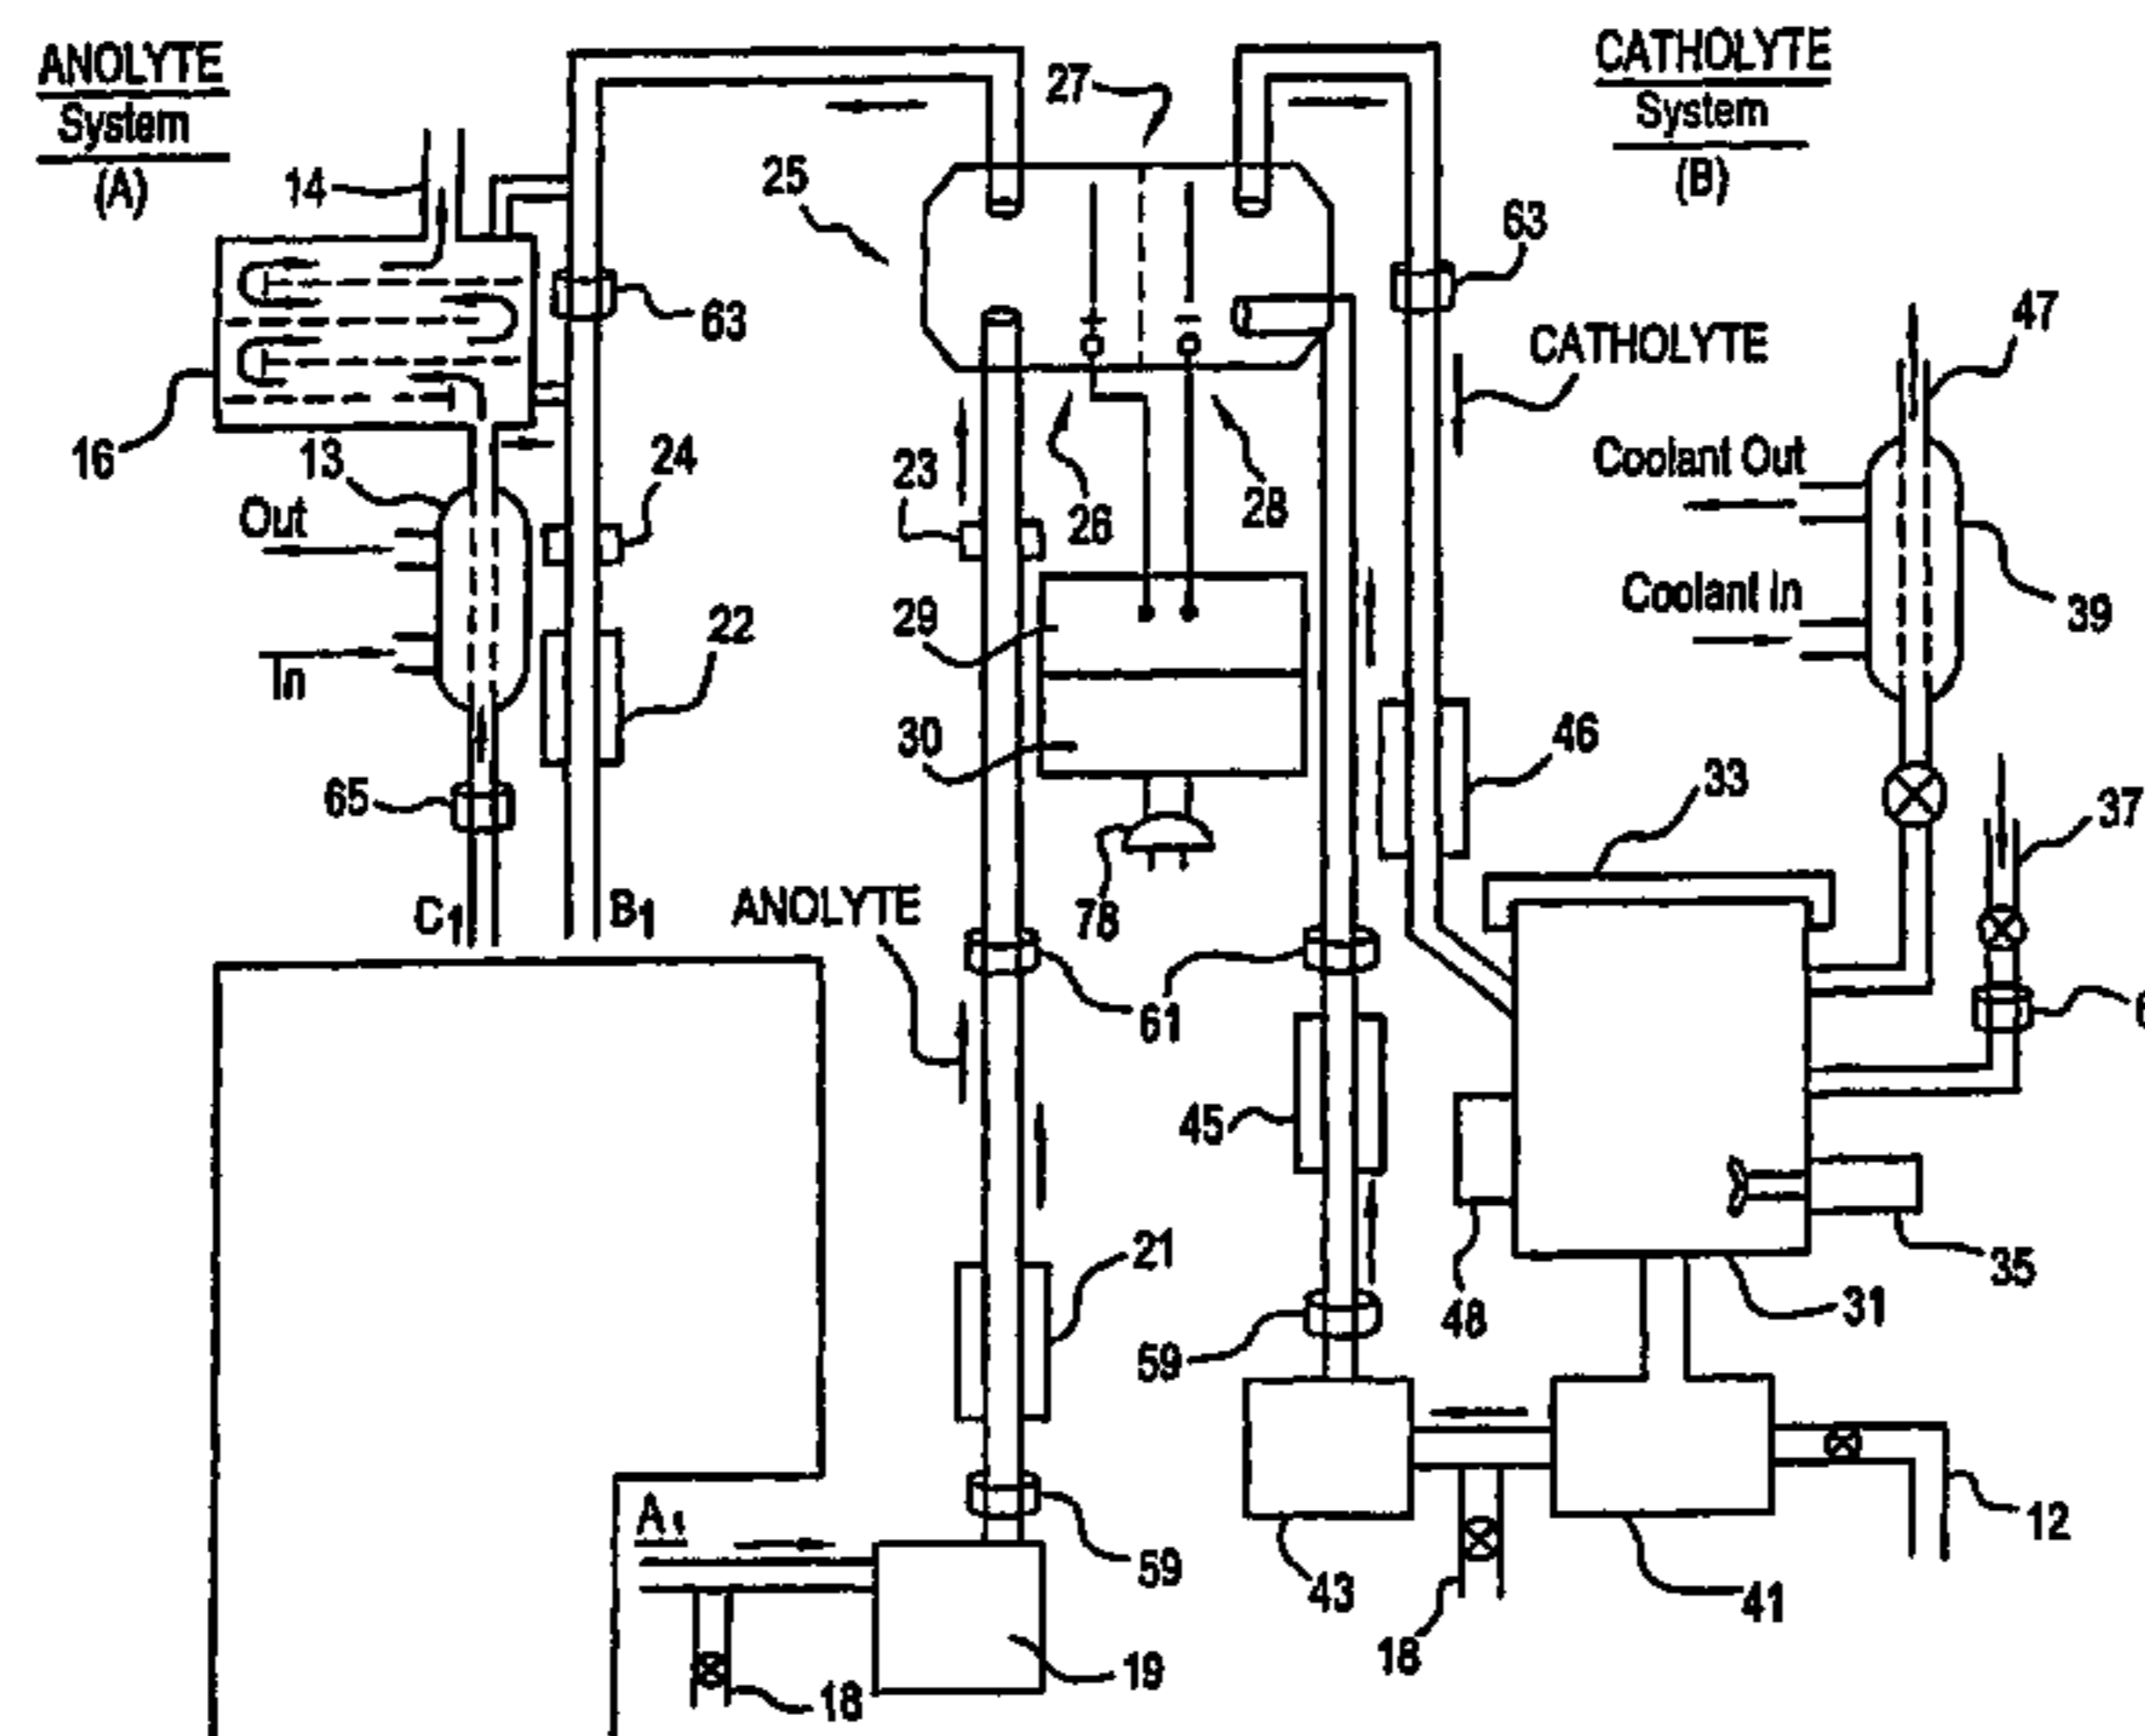 ANOLYTE
System
(A)
CATHOLYTE
System
(B)
27
14
25
63
63
47
CATHOLYTE
16
13
24
23
26
28
Coolant Out
Out
Coolant In
39
In
22
29
30
46
33
37
65
C1
B1
ANOLYTE
78
61
45
21
48
35
31
59
A1
59
43
18
41
12
19
18